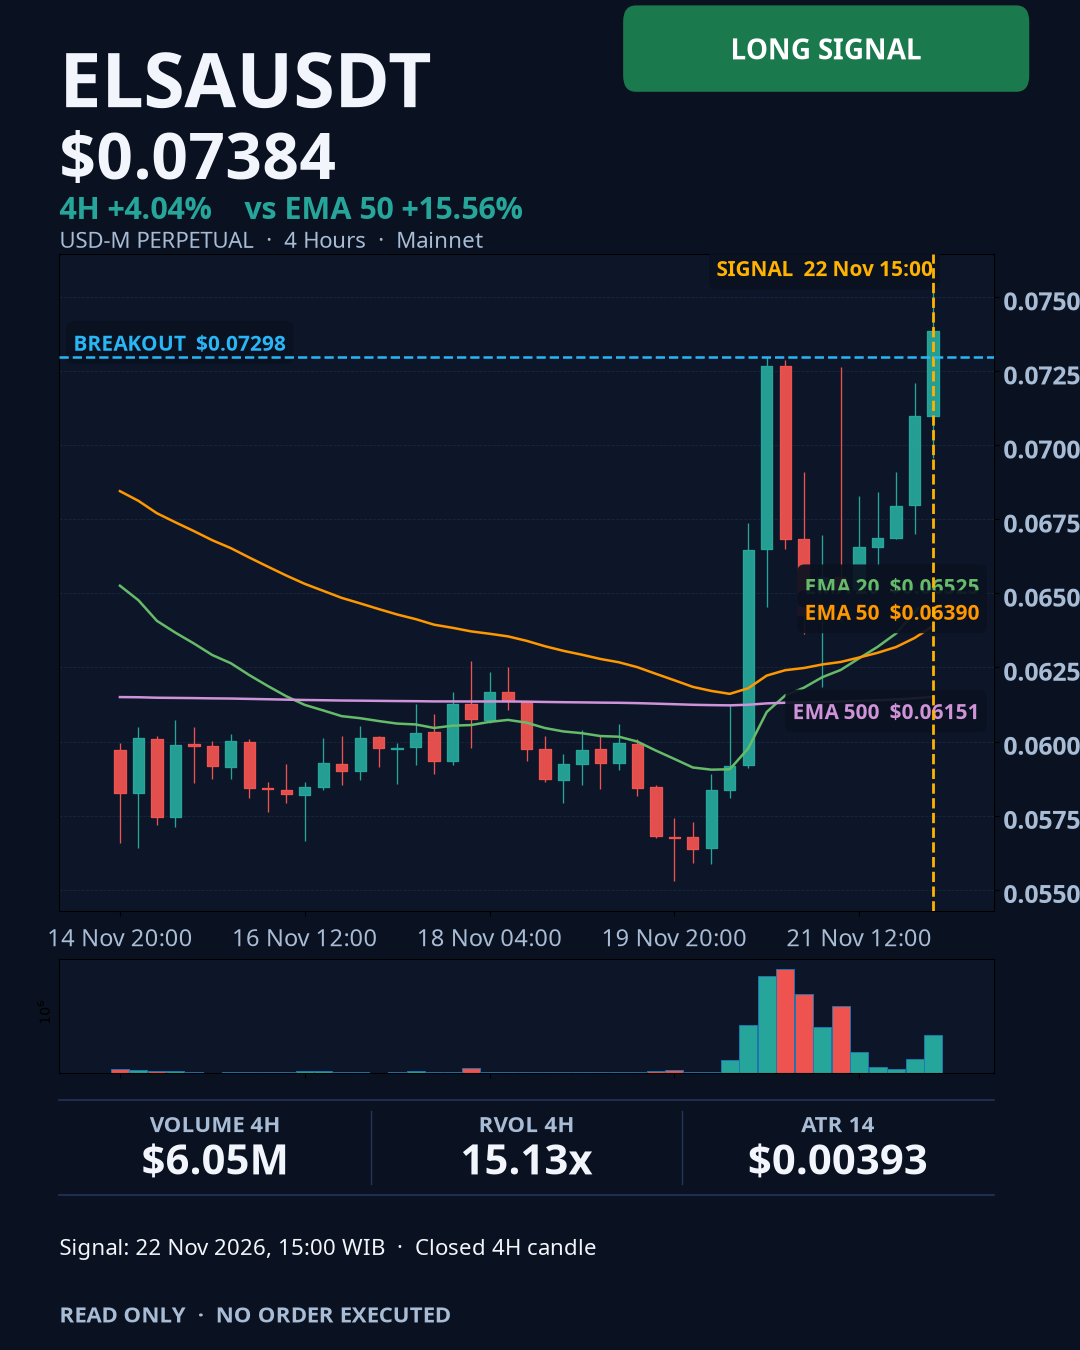 LONG SIGNAL
ELSAUSDT
$0.07384
4H +4.04% vs EMA 50 +15.56%
USD-M PERPETUAL · 4 Hours · Mainnet
SIGNAL 22 Nov 15:00
BREAKOUT $0.07298
0.0750
0.0725
0.0700
0.0675
0.0650
0.0625
0.0600
0.0575
0.0550
EMA 20 $0.06525
EMA 50 $0.06390
EMA 500 $0.06151
14 Nov 20:00 16 Nov 12:00 18 Nov 04:00 19 Nov 20:00 21 Nov 12:00
10⁶
VOLUME 4H RVOL 4H ATR 14
$6.05M 15.13x $0.00393
Signal: 22 Nov 2026, 15:00 WIB · Closed 4H candle
READ ONLY · NO ORDER EXECUTED